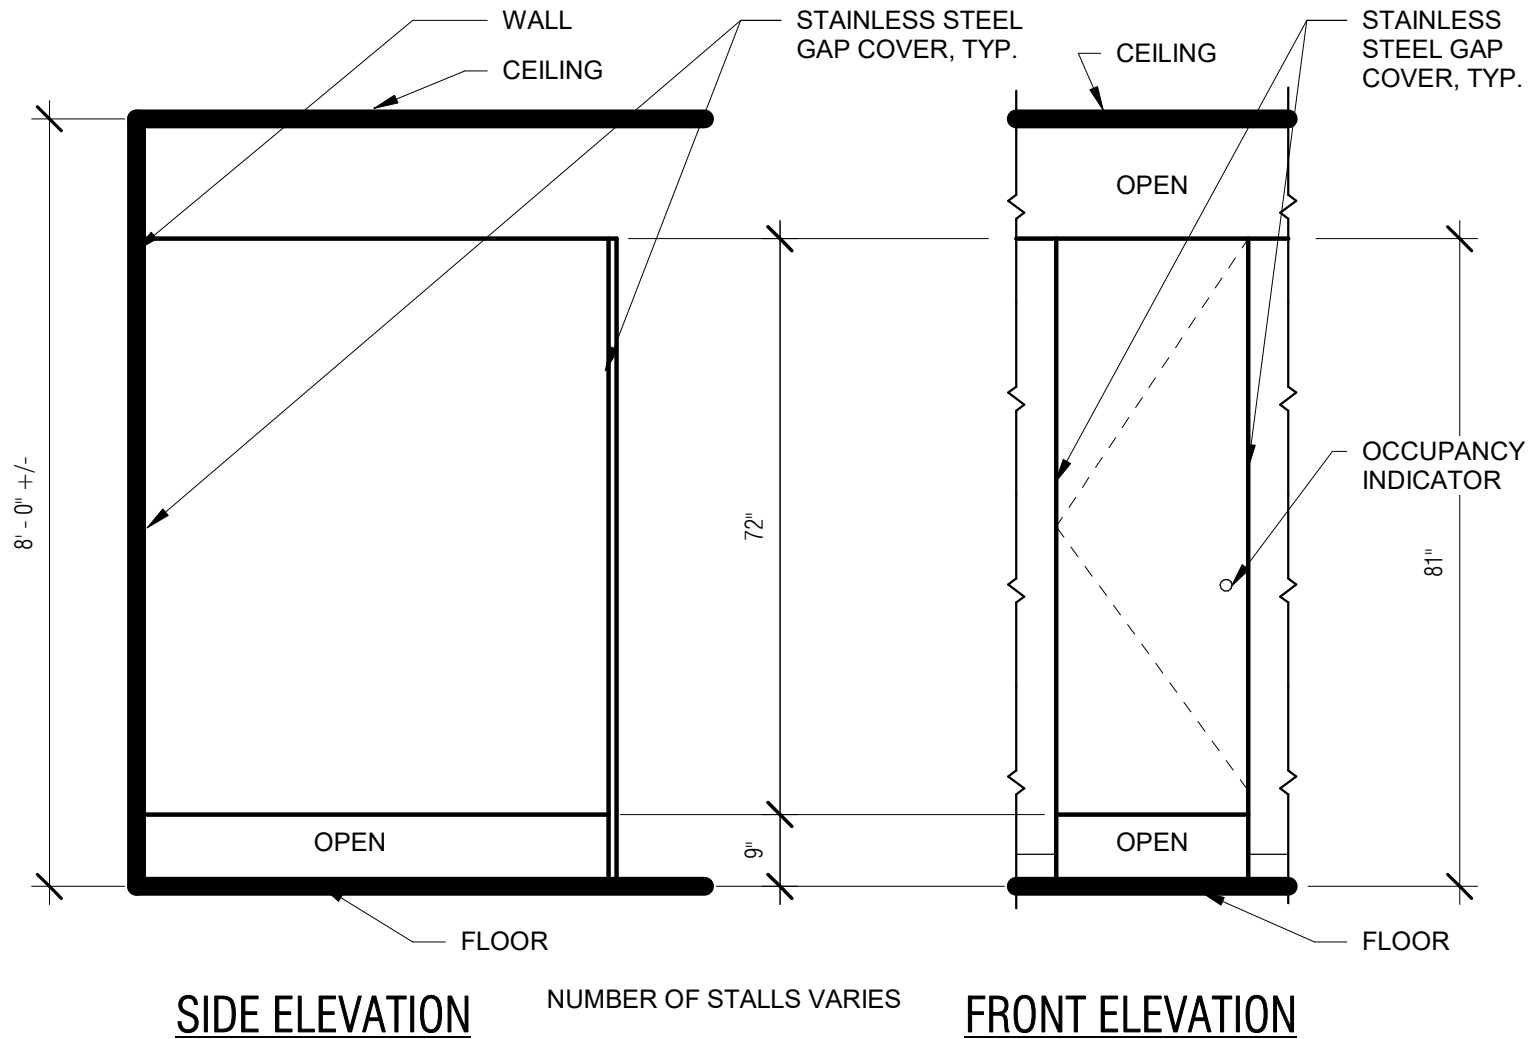 WALL
CEILING
STAINLESS STEEL
GAP COVER, TYP.
CEILING
STAINLESS
STEEL GAP
COVER, TYP.
OPEN
8' - 0" +/-
72"
9"
OCCUPANCY
INDICATOR
81"
OPEN
OPEN
FLOOR
FLOOR
SIDE ELEVATION
NUMBER OF STALLS VARIES
FRONT ELEVATION